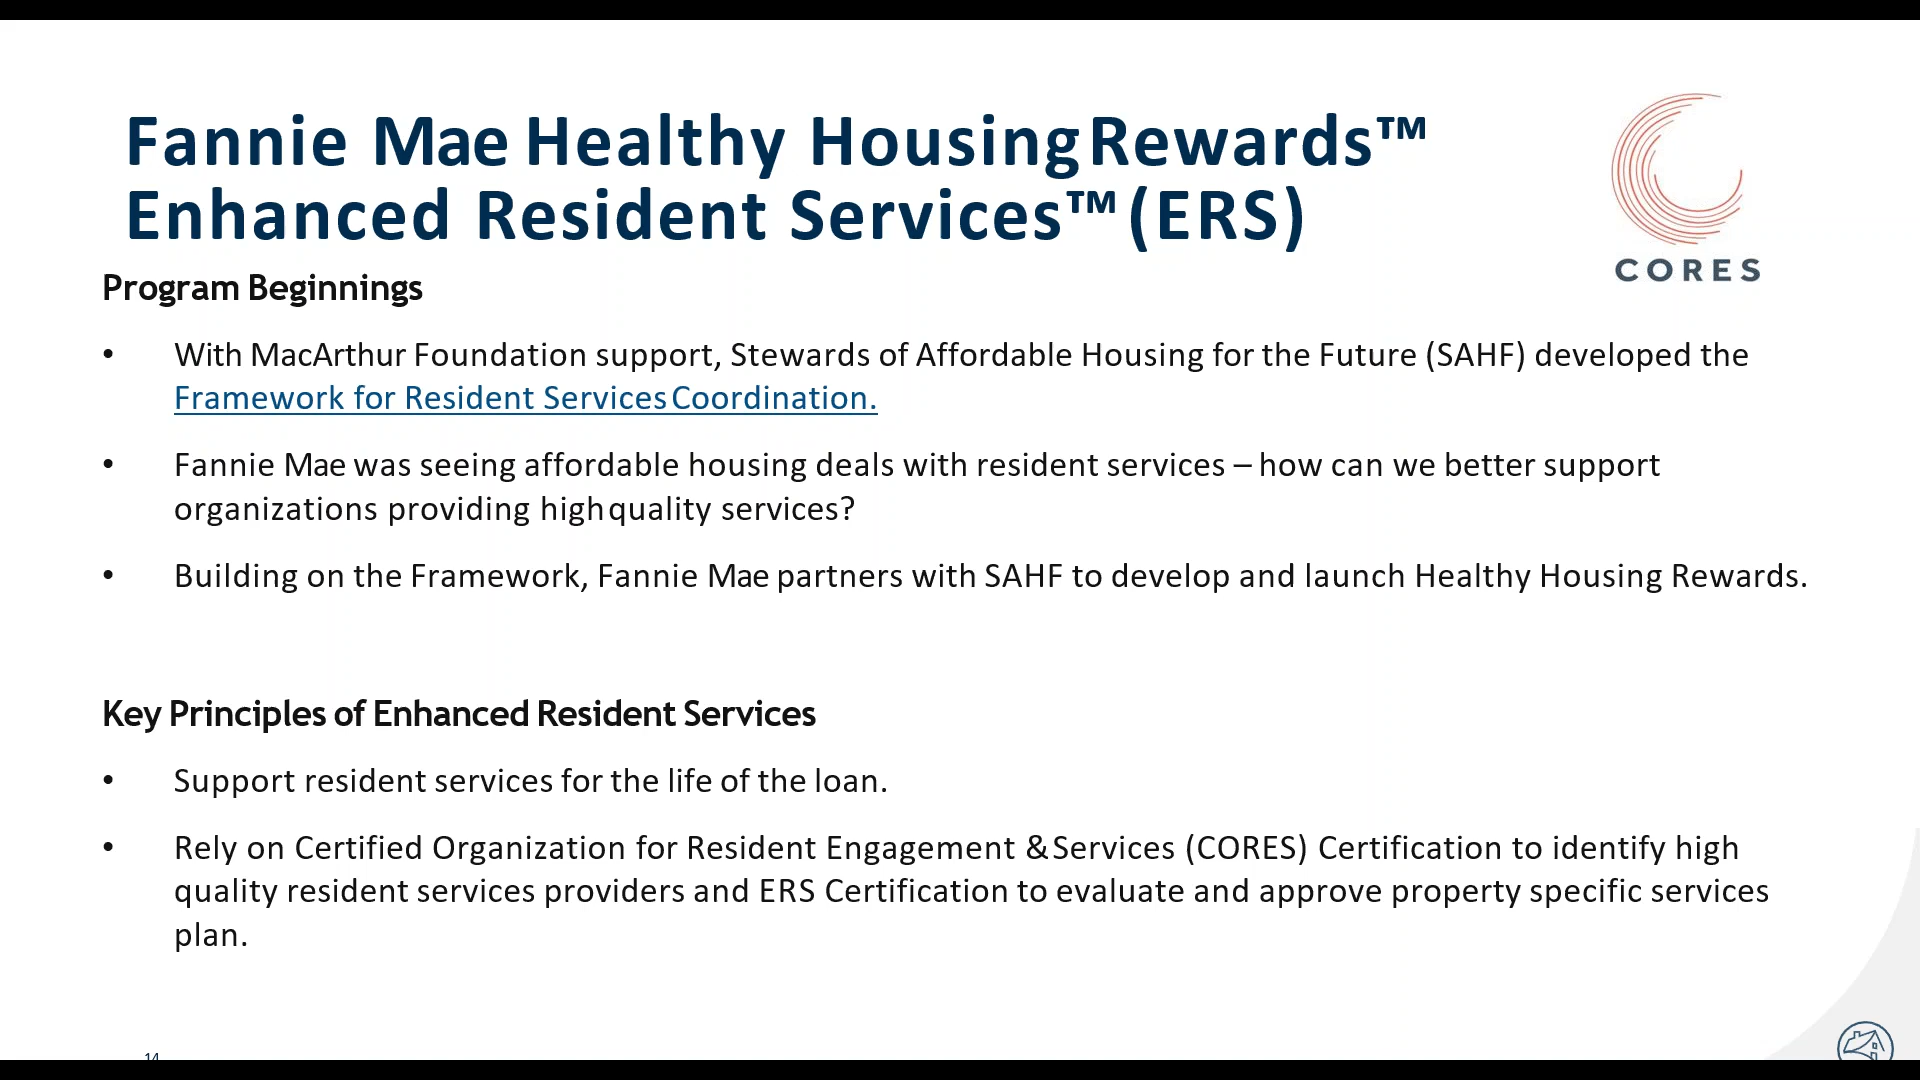 Fannie Mae Healthy Housing Rewards™
Enhanced Resident Services™ (ERS)
CORES
Program Beginnings
• With MacArthur Foundation support, Stewards of Affordable Housing for the Future (SAHF) developed the
Framework for Resident Services Coordination.
• Fannie Mae was seeing affordable housing deals with resident services – how can we better support
organizations providing high quality services?
• Building on the Framework, Fannie Mae partners with SAHF to develop and launch Healthy Housing Rewards.
Key Principles of Enhanced Resident Services
• Support resident services for the life of the loan.
• Rely on Certified Organization for Resident Engagement & Services (CORES) Certification to identify high
quality resident services providers and ERS Certification to evaluate and approve property specific services
plan.
14